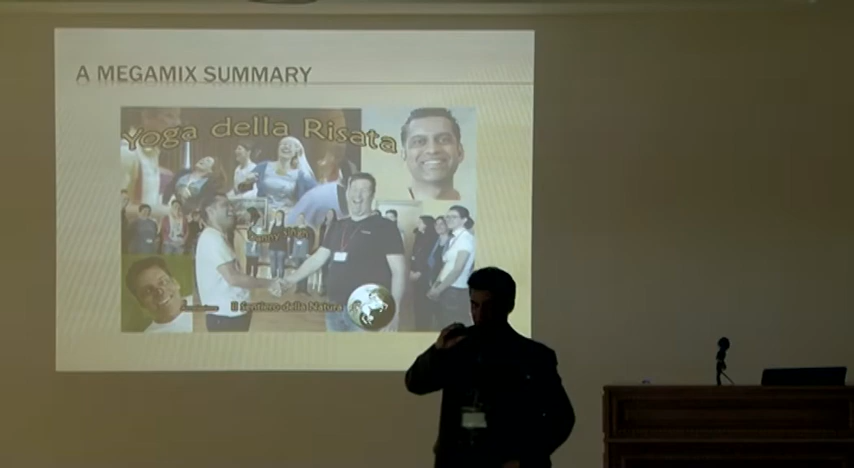 A MEGAMIX SUMMARY
Yoga della Risata
Il Sentiero della Natura